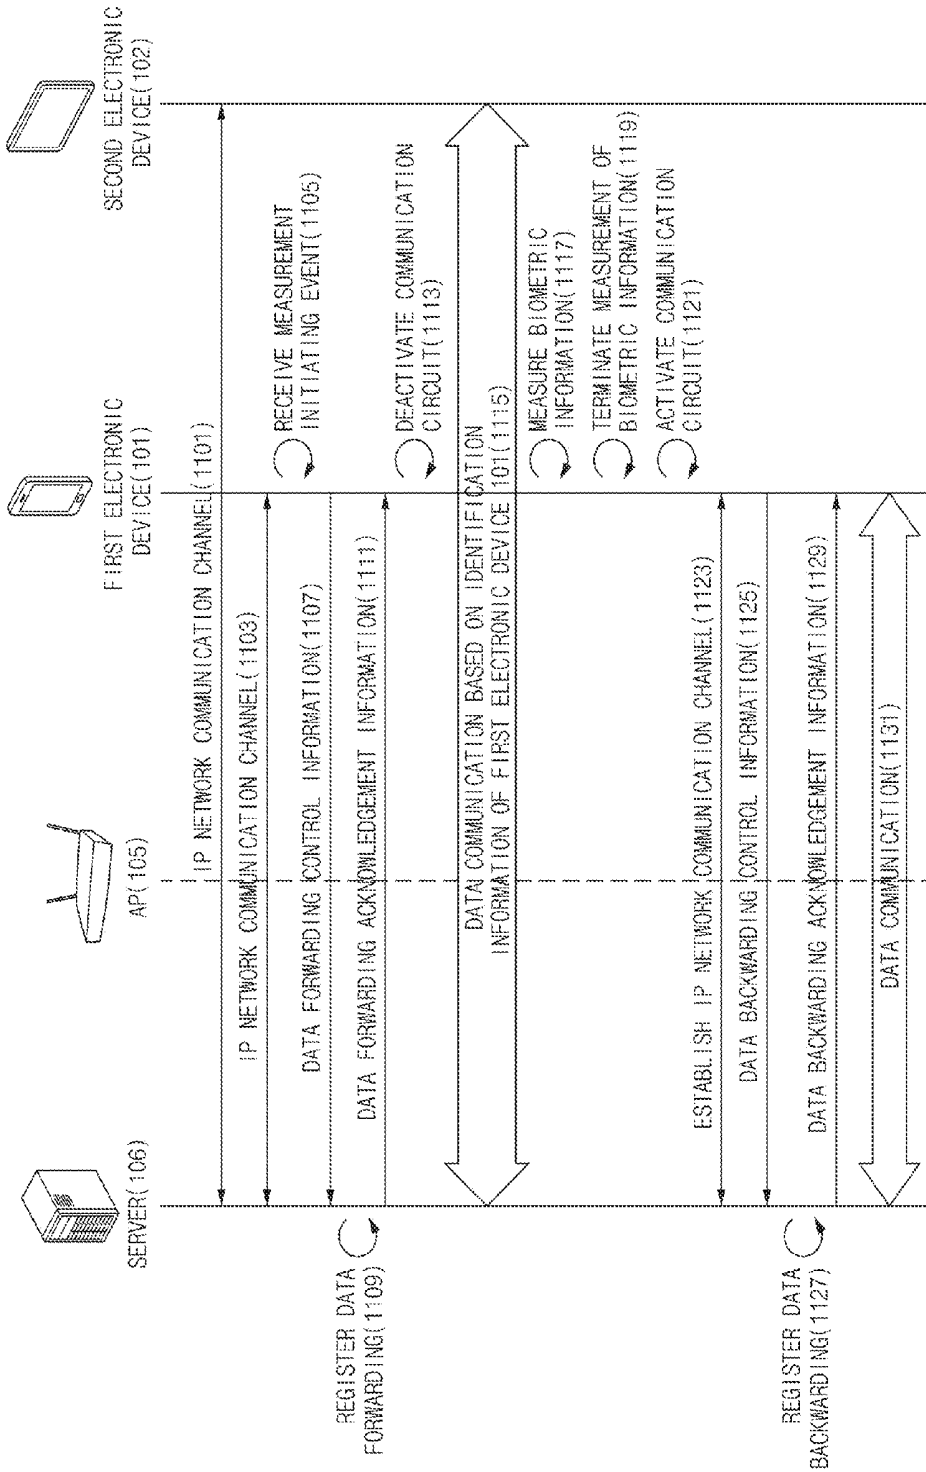 SERVER(106)
AP(105)
FIRST ELECTRONIC
DEVICE(101)
SECOND ELECTRONIC
DEVICE(102)
IP NETWORK COMMUNICATION CHANNEL(1101)
IP NETWORK COMMUNICATION CHANNEL(1103)
RECEIVE MEASUREMENT
INITIATING EVENT(1105)
DATA FORWARDING CONTROL INFORMATION(1107)
REGISTER DATA
FORWARDING(1109)
DATA FORWARDING ACKNOWLEDGEMENT INFORMATION(1111)
DEACTIVATE COMMUNICATION
CIRCUIT(1113)
DATA COMMUNICATION BASED ON IDENTIFICATION
INFORMATION OF FIRST ELECTRONIC DEVICE 101(1115)
MEASURE BIOMETRIC
INFORMATION(1117)
TERMINATE MEASUREMENT OF
BIOMETRIC INFORMATION(1119)
ACTIVATE COMMUNICATION
CIRCUIT(1121)
ESTABLISH IP NETWORK COMMUNICATION CHANNEL(1123)
DATA BACKWARDING CONTROL INFORMATION(1125)
REGISTER DATA
BACKWARDING(1127)
DATA BACKWARDING ACKNOWLEDGEMENT INFORMATION(1129)
DATA COMMUNICATION(1131)